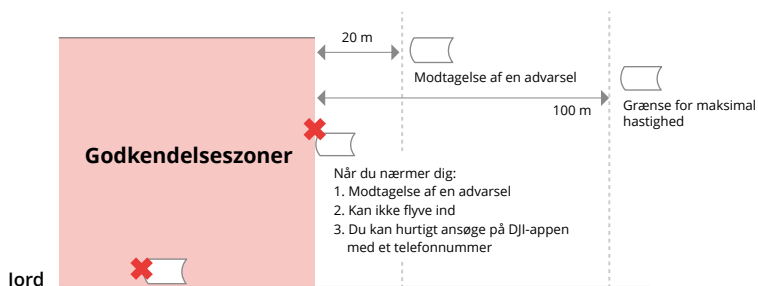 20 m
Modtagelse af en advarsel
100 m
Grænse for maksimal
hastighed
Godkendelseszoner
Når du nærmer dig:
1. Modtagelse af en advarsel
2. Kan ikke flyve ind
3. Du kan hurtigt ansøge på DJI-appen
med et telefonnummer
Jord